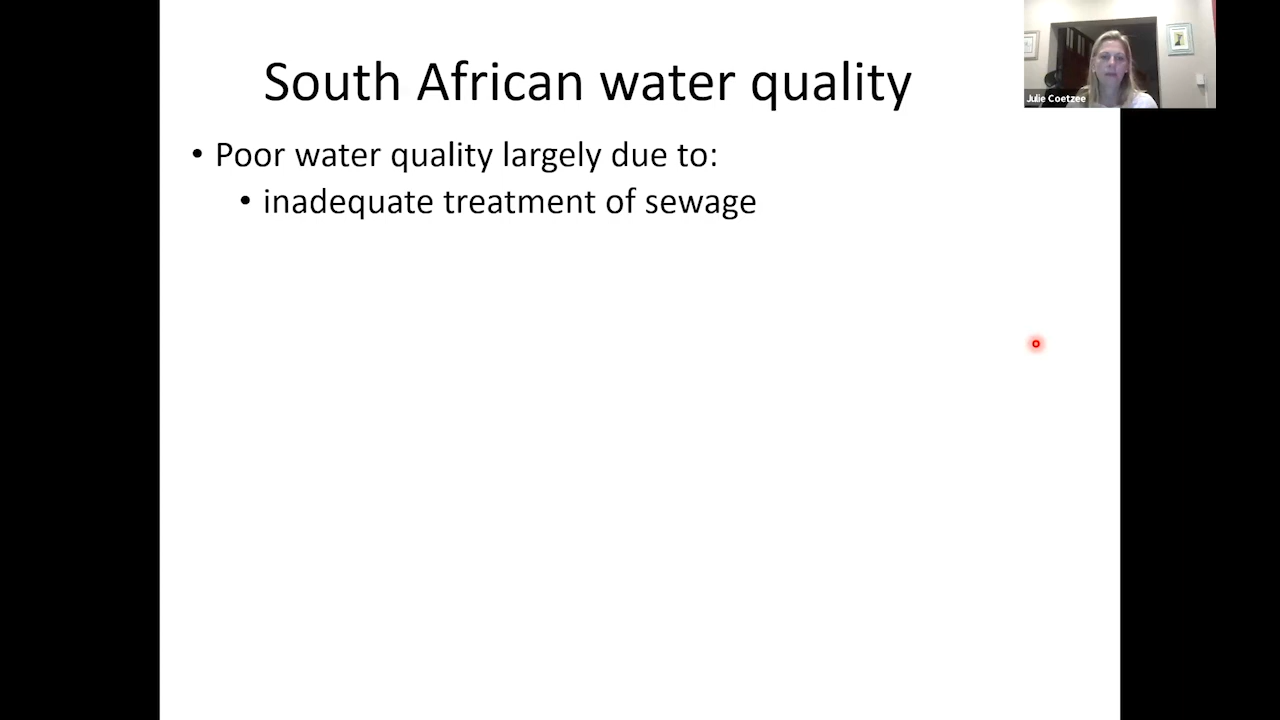 South African water quality
Julie Coetzee
• Poor water quality largely due to:
• inadequate treatment of sewage